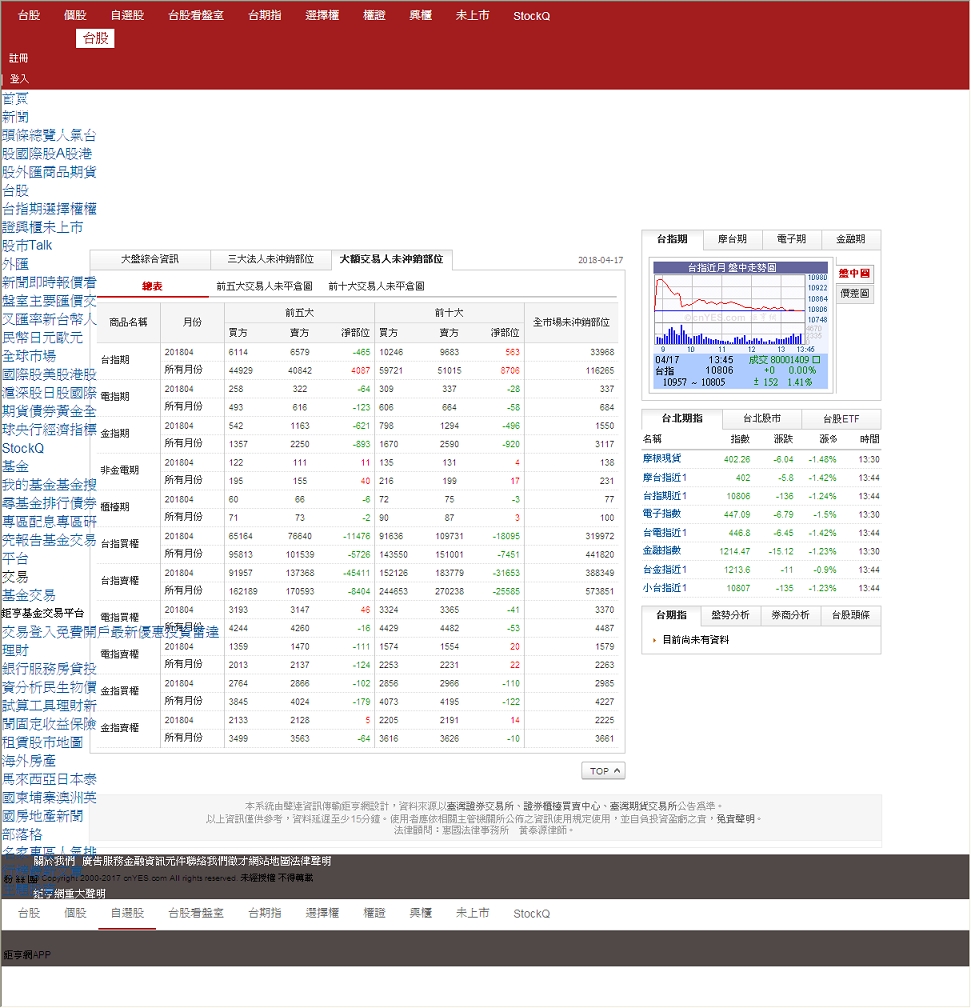 台股 個股 自選股 台股看盤室 台期指 選擇權 權證 興櫃 未上市 StockQ
台股
註冊
登入
首頁
新聞
頭條總覽人氣台
股國際股A股港
股外匯商品期貨
台股
台指期選擇權權
證興櫃未上市
股市Talk
外匯
新聞即時報價看
盤室主要匯價交
叉匯率新台幣人
民幣日元歐元
全球市場
國際股美股港股
滬深股日股國際
期貨債券黃金全
球央行經濟指標
StockQ
基金
我的基金基金搜
尋基金排行債券
專區配息專區研
究報告基金交易
平台
交易
基金交易
鉅亨基金交易平台
交易登入免費開戶最新優惠投資雷達
理財
銀行服務房貸投
資分析民生物價
試算工具理財新
聞固定收益保險
租賃股市地圖
海外房產
馬來西亞日本泰
國柬埔寨澳洲英
國房地產新聞
部落格
名家專區人氣排
大盤綜合資訊 三大法人未沖銷部位 大額交易人未沖銷部位 2018-04-17
總表 前五大交易人未平倉圖 前十大交易人未平倉圖
商品名稱 月份 前五大 前十大 全市場未沖銷部位
買方 賣方 淨部位 買方 賣方 淨部位
台指期 201804 6114 6579 -465 10246 9683 563 33968
所有月份 44929 40842 4087 59721 51015 8706 116265
電指期 201804 258 322 -64 309 337 -28 337
所有月份 493 616 -123 606 664 -58 684
金指期 201804 542 1163 -621 798 1294 -496 1550
所有月份 1357 2250 -893 1670 2590 -920 3117
非金電期 201804 122 111 11 135 131 4 138
所有月份 195 155 40 216 199 17 231
櫃檯期 201804 60 66 -6 72 75 -3 77
所有月份 71 73 -2 90 87 3 100
台指買權 201804 65164 76640 -11476 91636 109731 -18095 319972
所有月份 95813 101539 -5726 143550 151001 -7451 441820
台指賣權 201804 91957 137368 -45411 152126 183779 -31653 388349
所有月份 162189 170593 -8404 244653 270238 -25585 573851
電指買權 201804 3193 3147 46 3324 3365 -41 3370
所有月份 4244 4260 -16 4429 4482 -53 4487
電指賣權 201804 1359 1470 -111 1574 1554 20 1579
所有月份 2013 2137 -124 2253 2231 22 2263
金指買權 201804 2764 2866 -102 2856 2966 -110 2985
所有月份 3845 4024 -179 4073 4195 -122 4227
金指賣權 201804 2133 2128 5 2205 2191 14 2225
所有月份 3499 3563 -64 3616 3626 -10 3661
TOP
台指期 摩台期 電子期 金融期
台指近月 盤中走勢圖
盤中圖
價差圖
10980
10922
10864
10806
10748
4670
2335
9 10 11 12 13 13:46
04/17 13:45 成交 80001409 口
台指 10806 +0 0.00%
10957 ~ 10805 ± 152 1.41%
台北期指 台北股市 台股ETF
名稱 指數 漲跌 漲% 時間
摩根現貨 402.26 -6.04 -1.48% 13:30
摩台指近1 402 -5.8 -1.42% 13:44
台指期近1 10806 -136 -1.24% 13:44
電子指數 447.09 -6.79 -1.5% 13:30
台電指近1 446.8 -6.45 -1.42% 13:44
金融指數 1214.47 -15.12 -1.23% 13:30
台金指近1 1213.6 -11 -0.9% 13:44
小台指近1 10807 -135 -1.23% 13:44
台期指 盤勢分析 券商分析 台股頭條
目前尚未有資料
本系統由聲達資訊傳輸鉅亨網設計，資料來源以臺灣證券交易所、證券櫃檯買賣中心、臺灣期貨交易所公告為準。
以上資訊僅供參考，資料延遲至少15分鐘。使用者應依相關主管機關所公佈之資訊使用規定使用，並自負投資盈虧之責，免責聲明。
法律顧問：惠國法律事務所 黃泰源律師。
關於我們 廣告服務金融資訊元件聯絡我們徵才網站地圖法律聲明
粉絲團 Copyright 2000-2017 cnYES.com All rights reserved. 未經授權 不得轉載
鉅亨網重大聲明
台股 個股 自選股 台股看盤室 台期指 選擇權 權證 興櫃 未上市 StockQ
鉅亨網APP